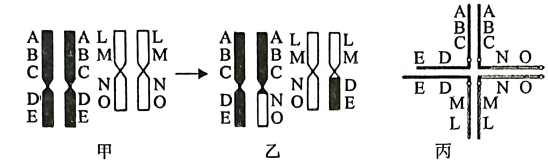 A A L L
B B M M
C C N N
D D O O
E E
甲
A A L L
B B M M
C C N D
D N O E
E O
乙
A A
B B
C C
E D N O
E D N O
M M
L L
丙